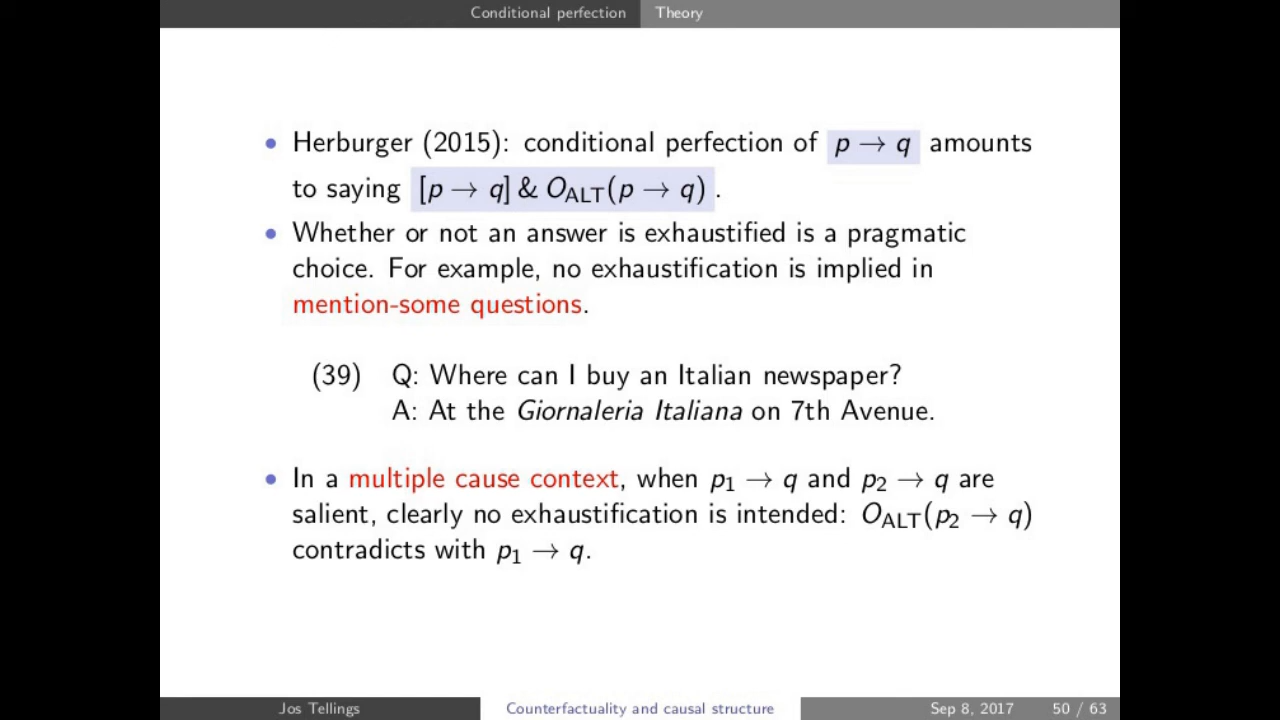 Conditional perfection Theory
• Herburger (2015): conditional perfection of p → q amounts
to saying [p → q] & O_ALT(p → q) .
• Whether or not an answer is exhaustified is a pragmatic
choice. For example, no exhaustification is implied in
mention-some questions.
(39) Q: Where can I buy an Italian newspaper?
A: At the Giornaleria Italiana on 7th Avenue.
• In a multiple cause context, when p₁ → q and p₂ → q are
salient, clearly no exhaustification is intended: O_ALT(p₂ → q)
contradicts with p₁ → q.
Jos Tellings Counterfactuality and causal structure Sep 8, 2017 50 / 63